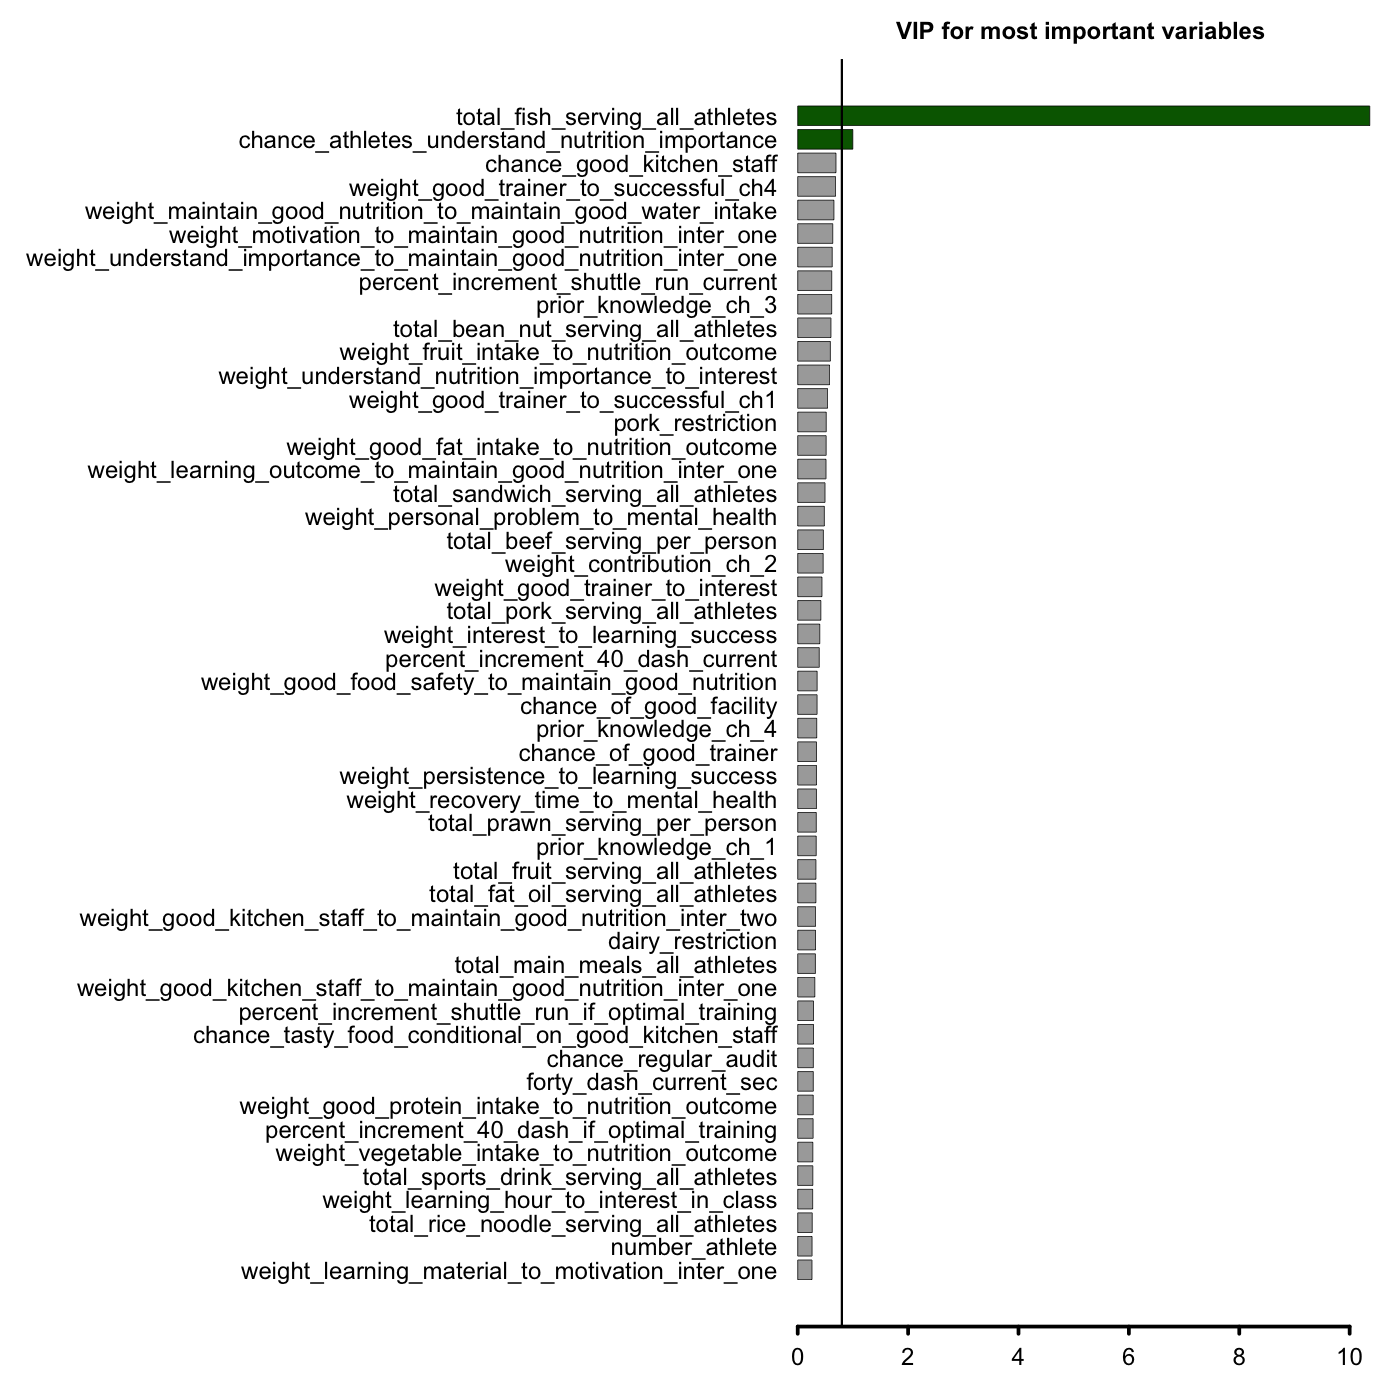 VIP for most important variables
total_fish_serving_all_athletes
chance_athletes_understand_nutrition_importance
chance_good_kitchen_staff
weight_good_trainer_to_successful_ch4
weight_maintain_good_nutrition_to_maintain_good_water_intake
weight_motivation_to_maintain_good_nutrition_inter_one
weight_understand_importance_to_maintain_good_nutrition_inter_one
percent_increment_shuttle_run_current
prior_knowledge_ch_3
total_bean_nut_serving_all_athletes
weight_fruit_intake_to_nutrition_outcome
weight_understand_nutrition_importance_to_interest
weight_good_trainer_to_successful_ch1
pork_restriction
weight_good_fat_intake_to_nutrition_outcome
weight_learning_outcome_to_maintain_good_nutrition_inter_one
total_sandwich_serving_all_athletes
weight_personal_problem_to_mental_health
total_beef_serving_per_person
weight_contribution_ch_2
weight_good_trainer_to_interest
total_pork_serving_all_athletes
weight_interest_to_learning_success
percent_increment_40_dash_current
weight_good_food_safety_to_maintain_good_nutrition
chance_of_good_facility
prior_knowledge_ch_4
chance_of_good_trainer
weight_persistence_to_learning_success
weight_recovery_time_to_mental_health
total_prawn_serving_per_person
prior_knowledge_ch_1
total_fruit_serving_all_athletes
total_fat_oil_serving_all_athletes
weight_good_kitchen_staff_to_maintain_good_nutrition_inter_two
dairy_restriction
total_main_meals_all_athletes
weight_good_kitchen_staff_to_maintain_good_nutrition_inter_one
percent_increment_shuttle_run_if_optimal_training
chance_tasty_food_conditional_on_good_kitchen_staff
chance_regular_audit
forty_dash_current_sec
weight_good_protein_intake_to_nutrition_outcome
percent_increment_40_dash_if_optimal_training
weight_vegetable_intake_to_nutrition_outcome
total_sports_drink_serving_all_athletes
weight_learning_hour_to_interest_in_class
total_rice_noodle_serving_all_athletes
number_athlete
weight_learning_material_to_motivation_inter_one
0 2 4 6 8 10